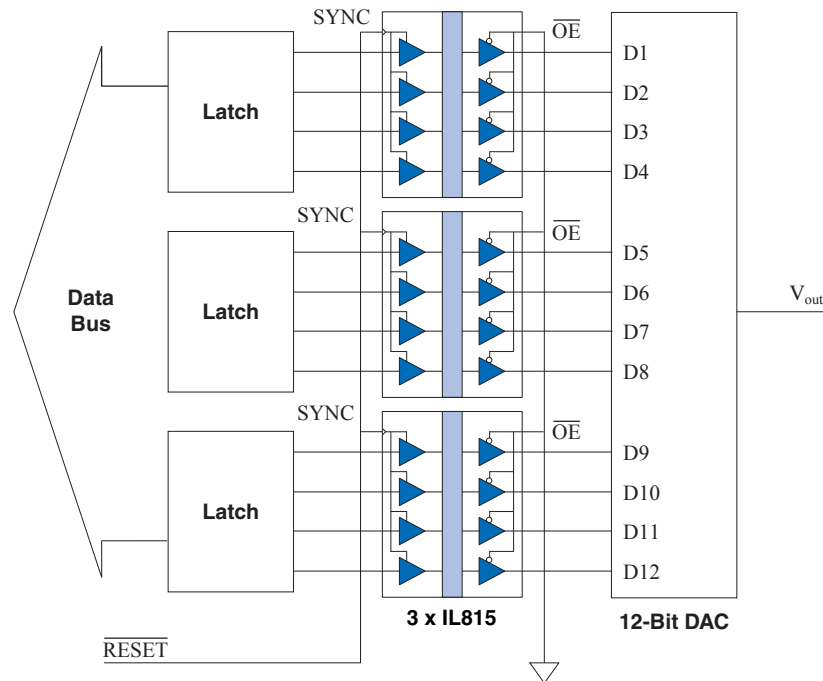 SYNC
OE
D1
Latch
D2
D3
D4
SYNC
OE
D5
Data
Bus
Latch
D6
D7
D8
Vout
SYNC
OE
D9
Latch
D10
D11
D12
3 x IL815
12-Bit DAC
RESET